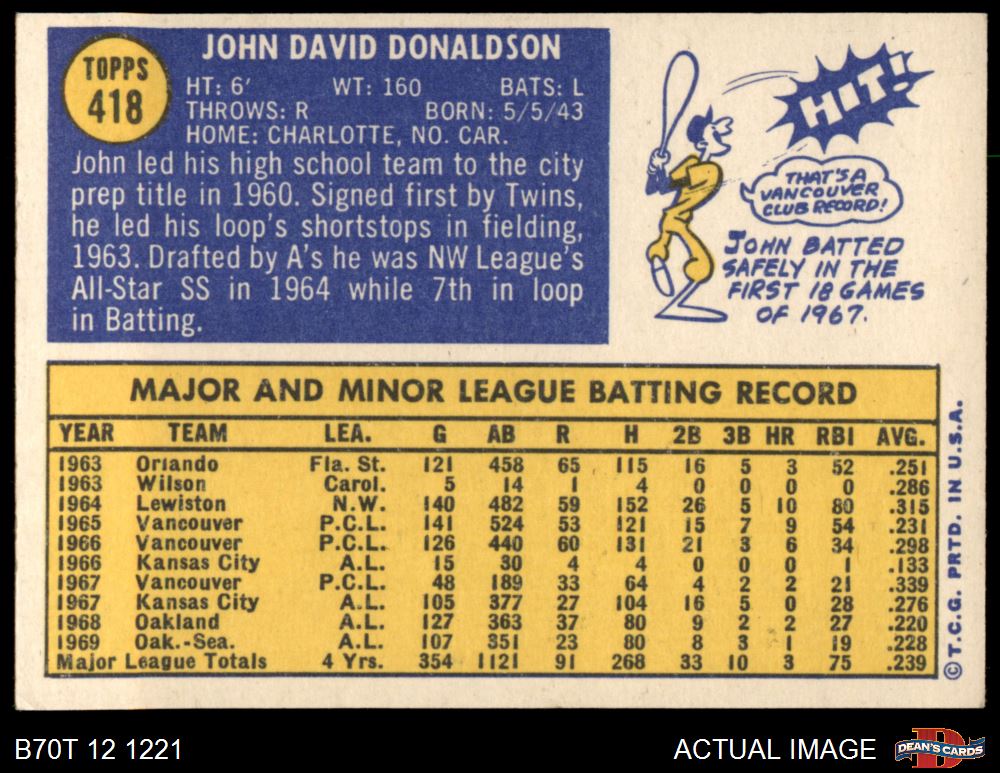 TOPPS
418
JOHN DAVID DONALDSON
HT: 6' WT: 160 BATS: L
THROWS: R BORN: 5/5/43
HOME: CHARLOTTE, NO. CAR.
John led his high school team to the city
prep title in 1960. Signed first by Twins,
he led his loop's shortstops in fielding,
1963. Drafted by A's he was NW League's
All-Star SS in 1964 while 7th in loop
in Batting.
HIT!
THAT'S A
VANCOUVER
CLUB RECORD!
JOHN BATTED
SAFELY IN THE
FIRST 18 GAMES
OF 1967.
MAJOR AND MINOR LEAGUE BATTING RECORD
YEAR TEAM LEA. G AB R H 2B 3B HR RBI AVG.
1963 Orlando Fla. St. 121 458 65 115 16 5 3 52 .251
1963 Wilson Carol. 5 14 1 4 0 0 0 0 .286
1964 Lewiston N.W. 140 482 59 152 26 5 10 80 .315
1965 Vancouver P.C.L. 141 524 53 121 15 7 9 54 .231
1966 Vancouver P.C.L. 126 440 60 131 21 3 6 34 .298
1966 Kansas City A.L. 15 30 4 4 0 0 0 1 .133
1967 Vancouver P.C.L. 48 189 33 64 4 2 2 21 .339
1967 Kansas City A.L. 105 377 27 104 16 5 0 28 .276
1968 Oakland A.L. 127 363 37 80 9 2 2 27 .220
1969 Oak.-Sea. A.L. 107 351 23 80 8 3 1 19 .228
Major League Totals 4 Yrs. 354 1121 91 268 33 10 3 75 .239
© T.C.G. PRTD. IN U.S.A.
B70T 12 1221
ACTUAL IMAGE
D
DEAN'S CARDS